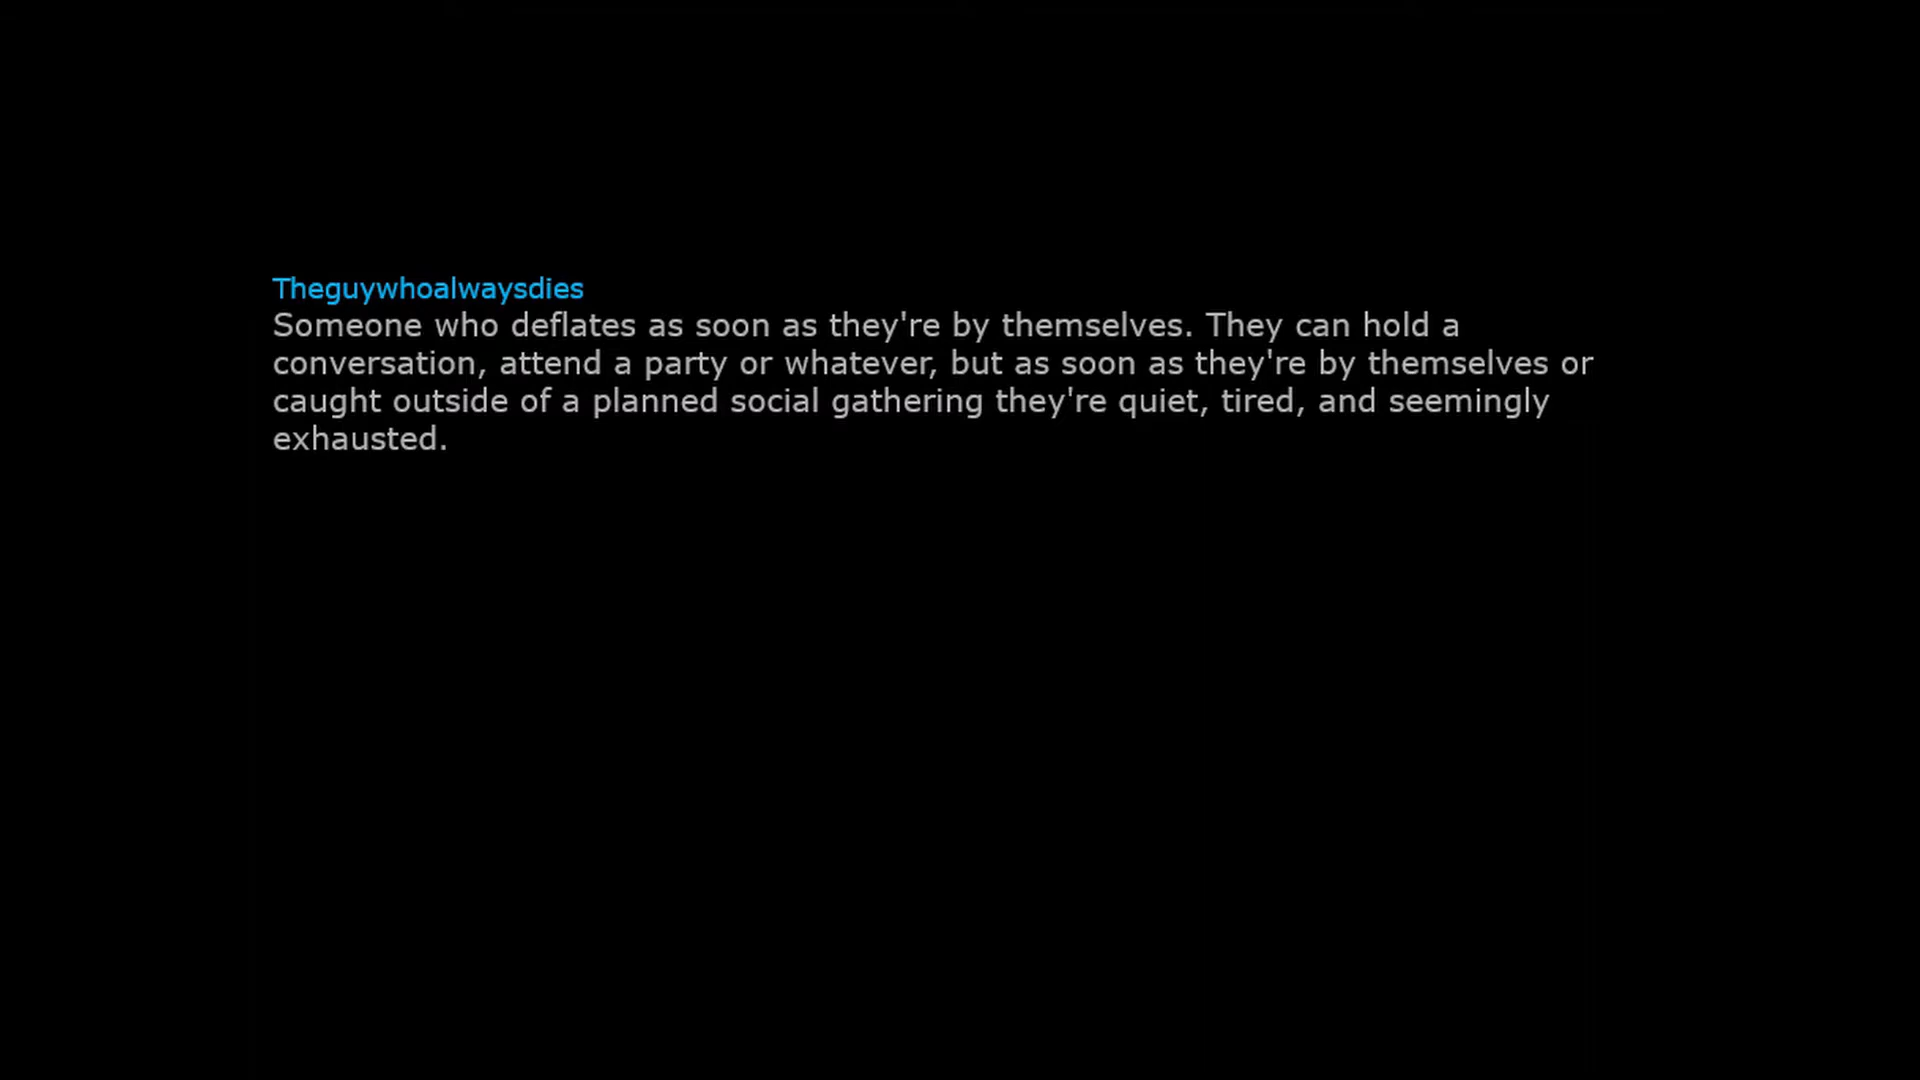 Theguywhoalwaysdies
Someone who deflates as soon as they're by themselves. They can hold a
conversation, attend a party or whatever, but as soon as they're by themselves or
caught outside of a planned social gathering they're quiet, tired, and seemingly
exhausted.